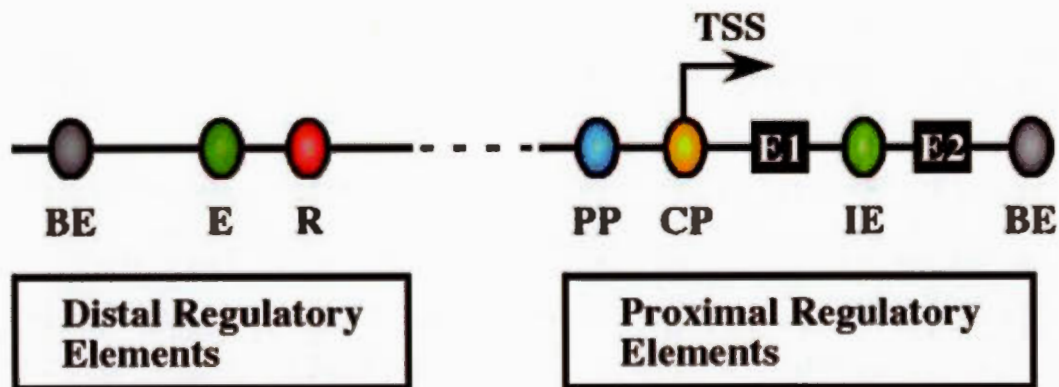 TSS
E1 E2
BE E R PP CP IE BE
Distal Regulatory
Elements
Proximal Regulatory
Elements